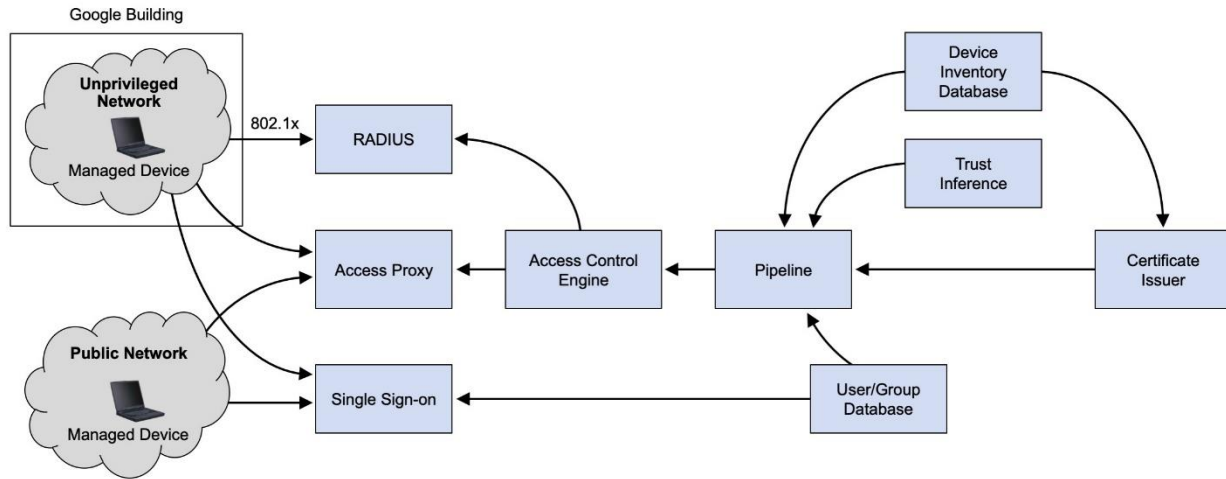 Google Building
Unprivileged
Network
Managed Device
802.1x
RADIUS
Access Proxy
Single Sign-on
Public Network
Managed Device
Access Control
Engine
Pipeline
Device
Inventory
Database
Trust
Inference
Certificate
Issuer
User/Group
Database